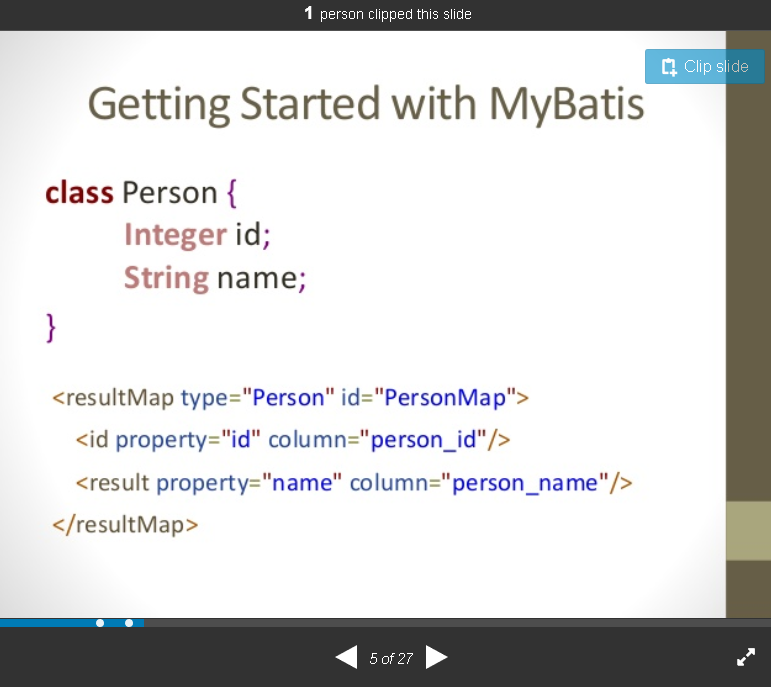 1 person clipped this slide
Clip slide
Getting Started with MyBatis
class Person {
Integer id;
String name;
}
<resultMap type="Person" id="PersonMap">
<id property="id" column="person_id"/>
<result property="name" column="person_name"/>
</resultMap>
5 of 27